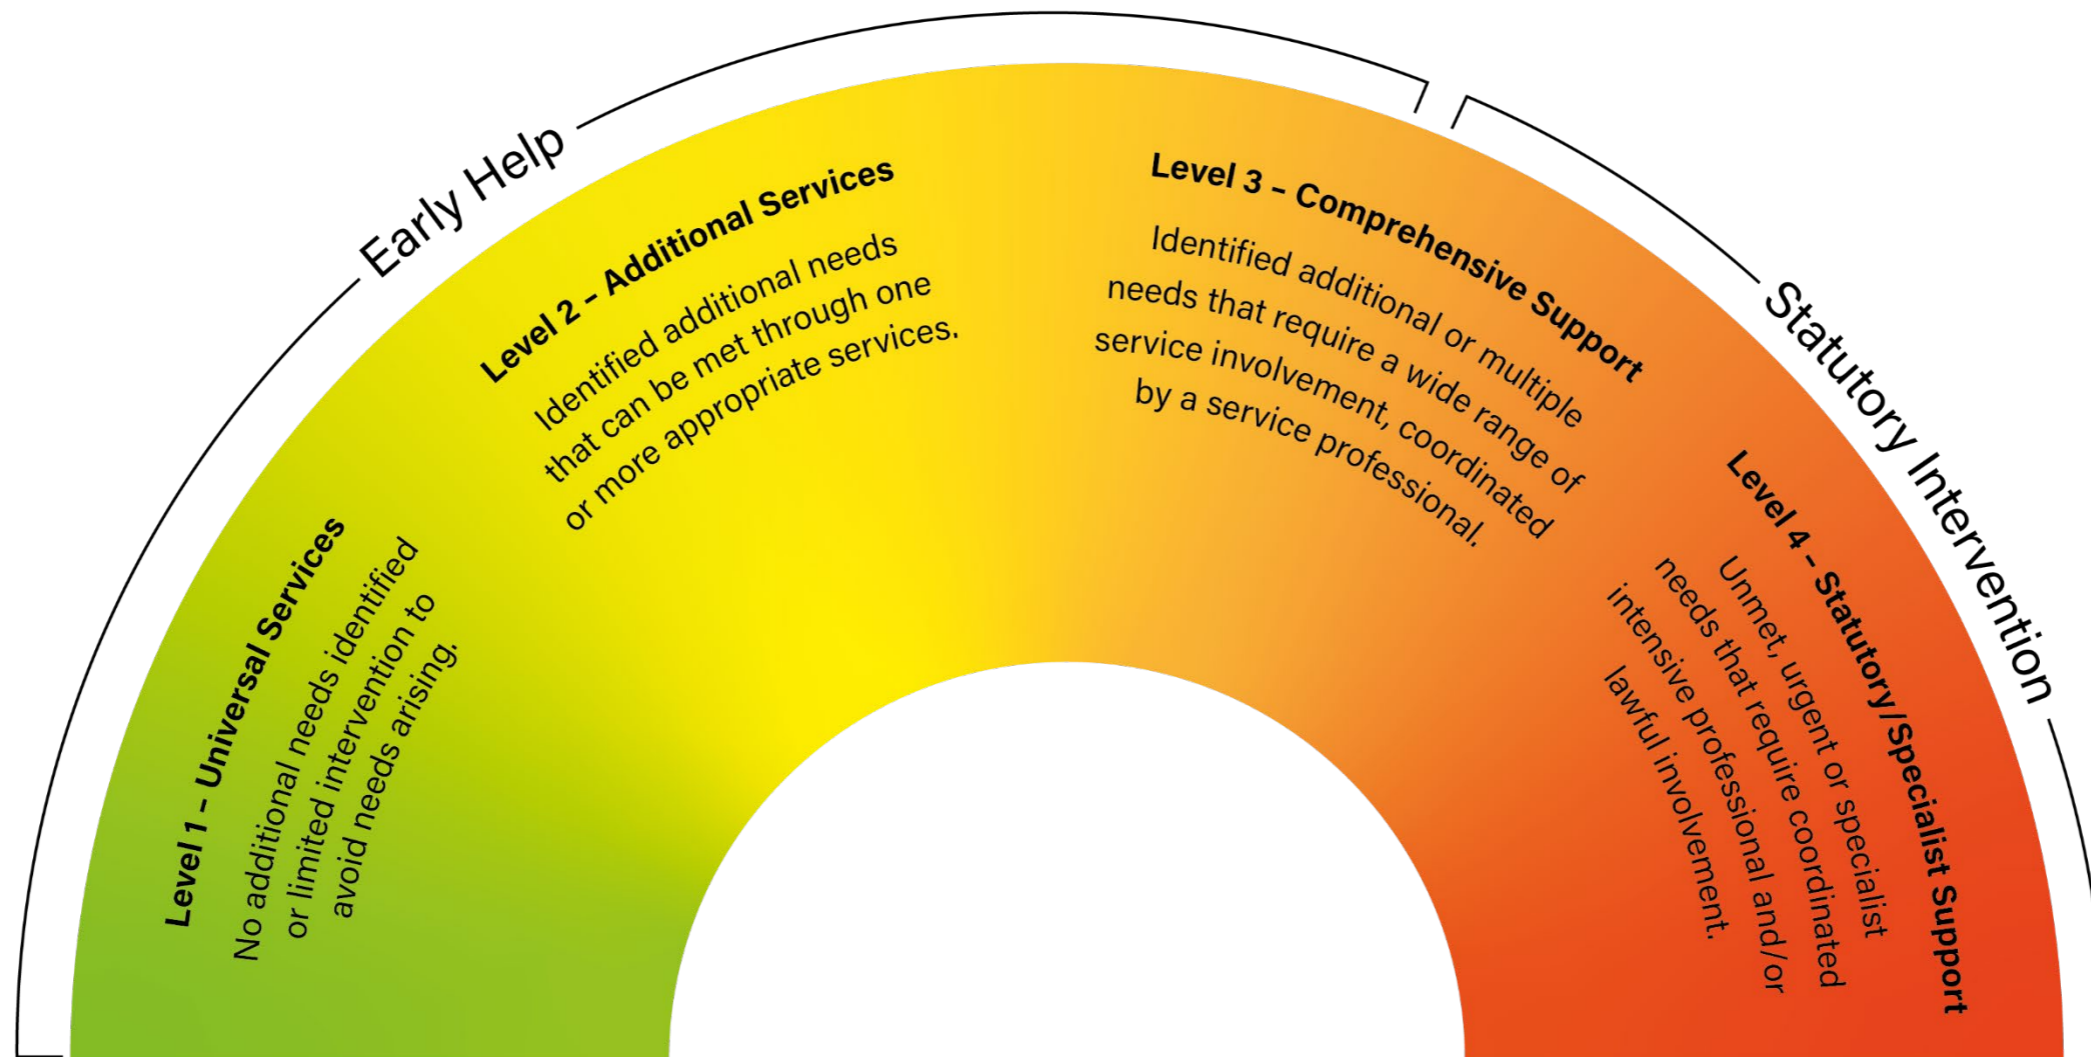 Early Help
Statutory Intervention
Level 1 – Universal Services
No additional needs identified
or limited intervention to
avoid needs arising.
Level 2 – Additional Services
Identified additional needs
that can be met through one
or more appropriate services.
Level 3 – Comprehensive Support
Identified additional or multiple
needs that require a wide range of
service involvement, coordinated
by a service professional.
Level 4 – Statutory/Specialist Support
Unmet, urgent or specialist
needs that require coordinated
intensive professional and/or
lawful involvement.